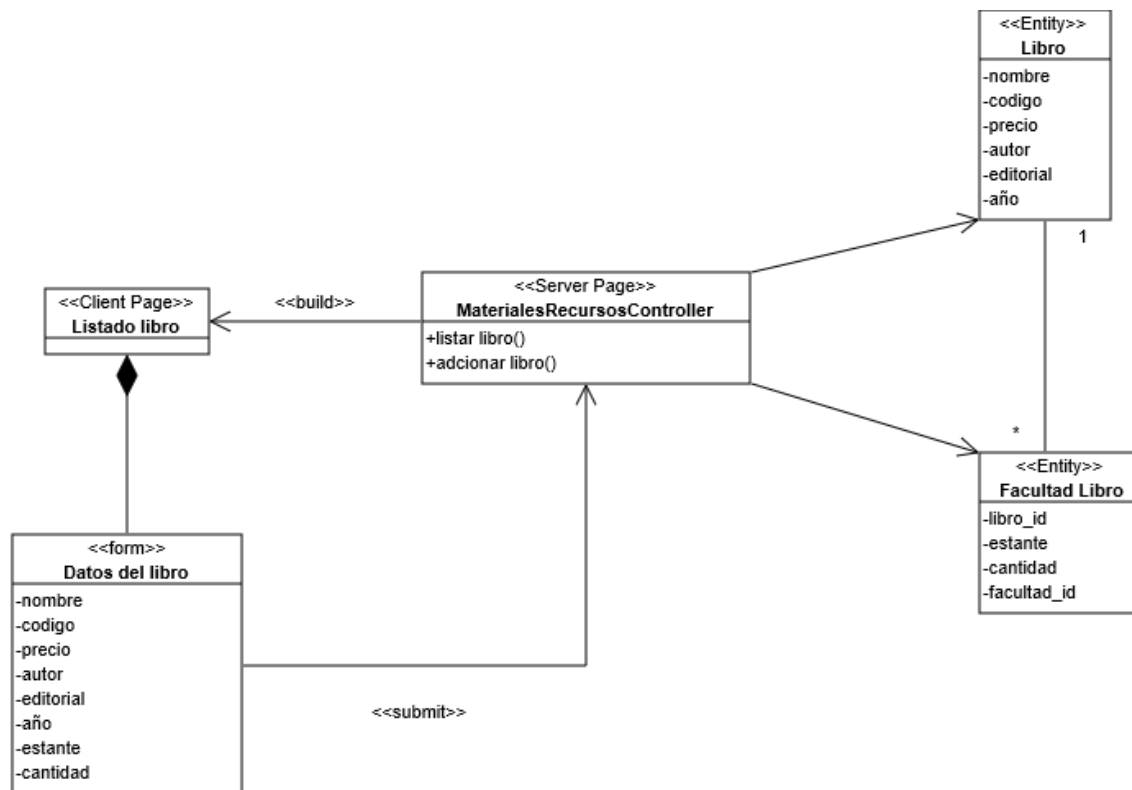 <<Entity>>
Libro
-nombre
-codigo
-precio
-autor
-editorial
-año
1
<<Client Page>>
Listado libro
<<build>>
<<Server Page>>
MaterialesRecursosController
+listar libro()
+adcionar libro()
*
<<Entity>>
Facultad Libro
-libro_id
-estante
-cantidad
-facultad_id
<<form>>
Datos del libro
-nombre
-codigo
-precio
-autor
-editorial
-año
-estante
-cantidad
<<submit>>